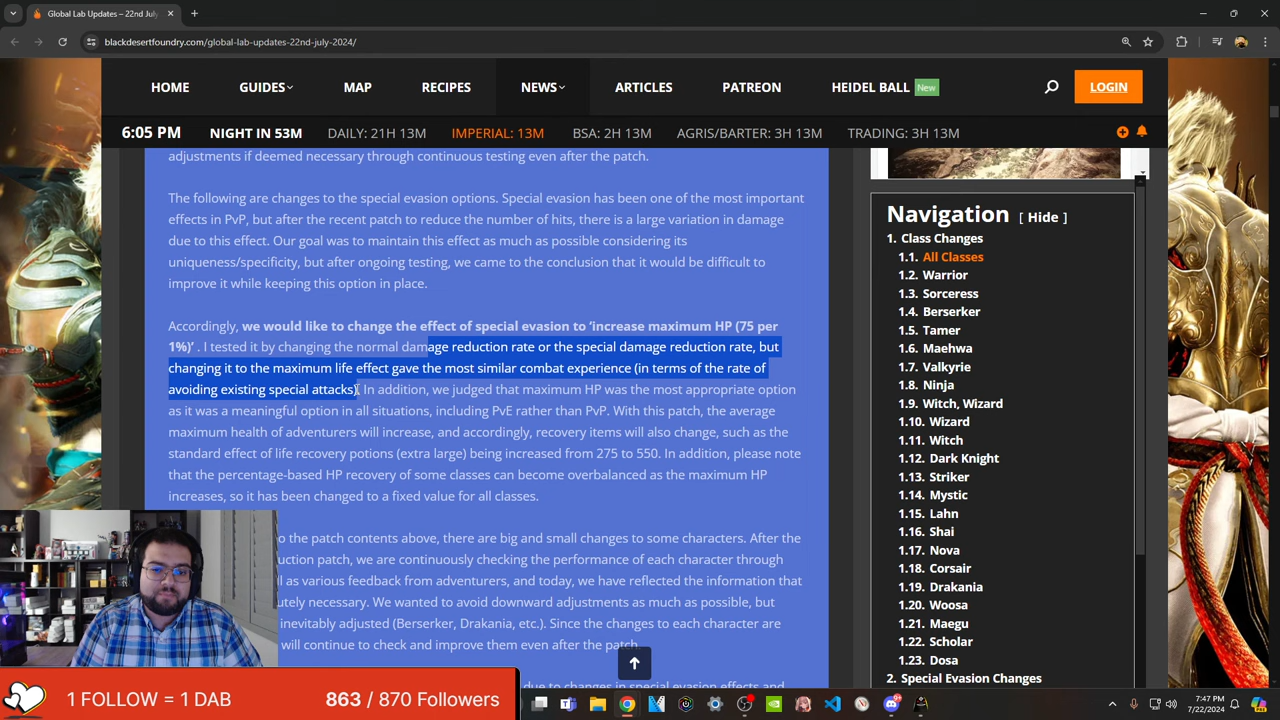 Global Lab Updates – 22nd July
blackdesertfoundry.com/global-lab-updates-22nd-july-2024/
HOME GUIDES MAP RECIPES NEWS ARTICLES PATREON HEIDEL BALL New LOGIN
6:05 PM NIGHT IN 53M DAILY: 21H 13M IMPERIAL: 13M BSA: 2H 13M AGRIS/BARTER: 3H 13M TRADING: 3H 13M
adjustments if deemed necessary through continuous testing even after the patch.
The following are changes to the special evasion options. Special evasion has been one of the most important
effects in PvP, but after the recent patch to reduce the number of hits, there is a large variation in damage
due to this effect. Our goal was to maintain this effect as much as possible considering its
uniqueness/specificity, but after ongoing testing, we came to the conclusion that it would be difficult to
improve it while keeping this option in place.
Accordingly, we would like to change the effect of special evasion to ‘increase maximum HP (75 per
1%)’ . I tested it by changing the normal damage reduction rate or the special damage reduction rate, but
changing it to the maximum life effect gave the most similar combat experience (in terms of the rate of
avoiding existing special attacks). In addition, we judged that maximum HP was the most appropriate option
as it was a meaningful option in all situations, including PvE rather than PvP. With this patch, the average
maximum health of adventurers will increase, and accordingly, recovery items will also change, such as the
standard effect of life recovery potions (extra large) being increased from 275 to 550. In addition, please note
that the percentage-based HP recovery of some classes can become overbalanced as the maximum HP
increases, so it has been changed to a fixed value for all classes.
o the patch contents above, there are big and small changes to some characters. After the
uction patch, we are continuously checking the performance of each character through
l as various feedback from adventurers, and today, we have reflected the information that
utely necessary. We wanted to avoid downward adjustments as much as possible, but
inevitably adjusted (Berserker, Drakania, etc.). Since the changes to each character are
will continue to check and improve them even after the patch.
due to changes in special evasion effects and
Navigation [ Hide ]
1. Class Changes
1.1. All Classes
1.2. Warrior
1.3. Sorceress
1.4. Berserker
1.5. Tamer
1.6. Maehwa
1.7. Valkyrie
1.8. Ninja
1.9. Witch, Wizard
1.10. Wizard
1.11. Witch
1.12. Dark Knight
1.13. Striker
1.14. Mystic
1.15. Lahn
1.16. Shai
1.17. Nova
1.18. Corsair
1.19. Drakania
1.20. Woosa
1.21. Maegu
1.22. Scholar
1.23. Dosa
2. Special Evasion Changes
1 FOLLOW = 1 DAB 863 / 870 Followers
7:47 PM
7/22/2024